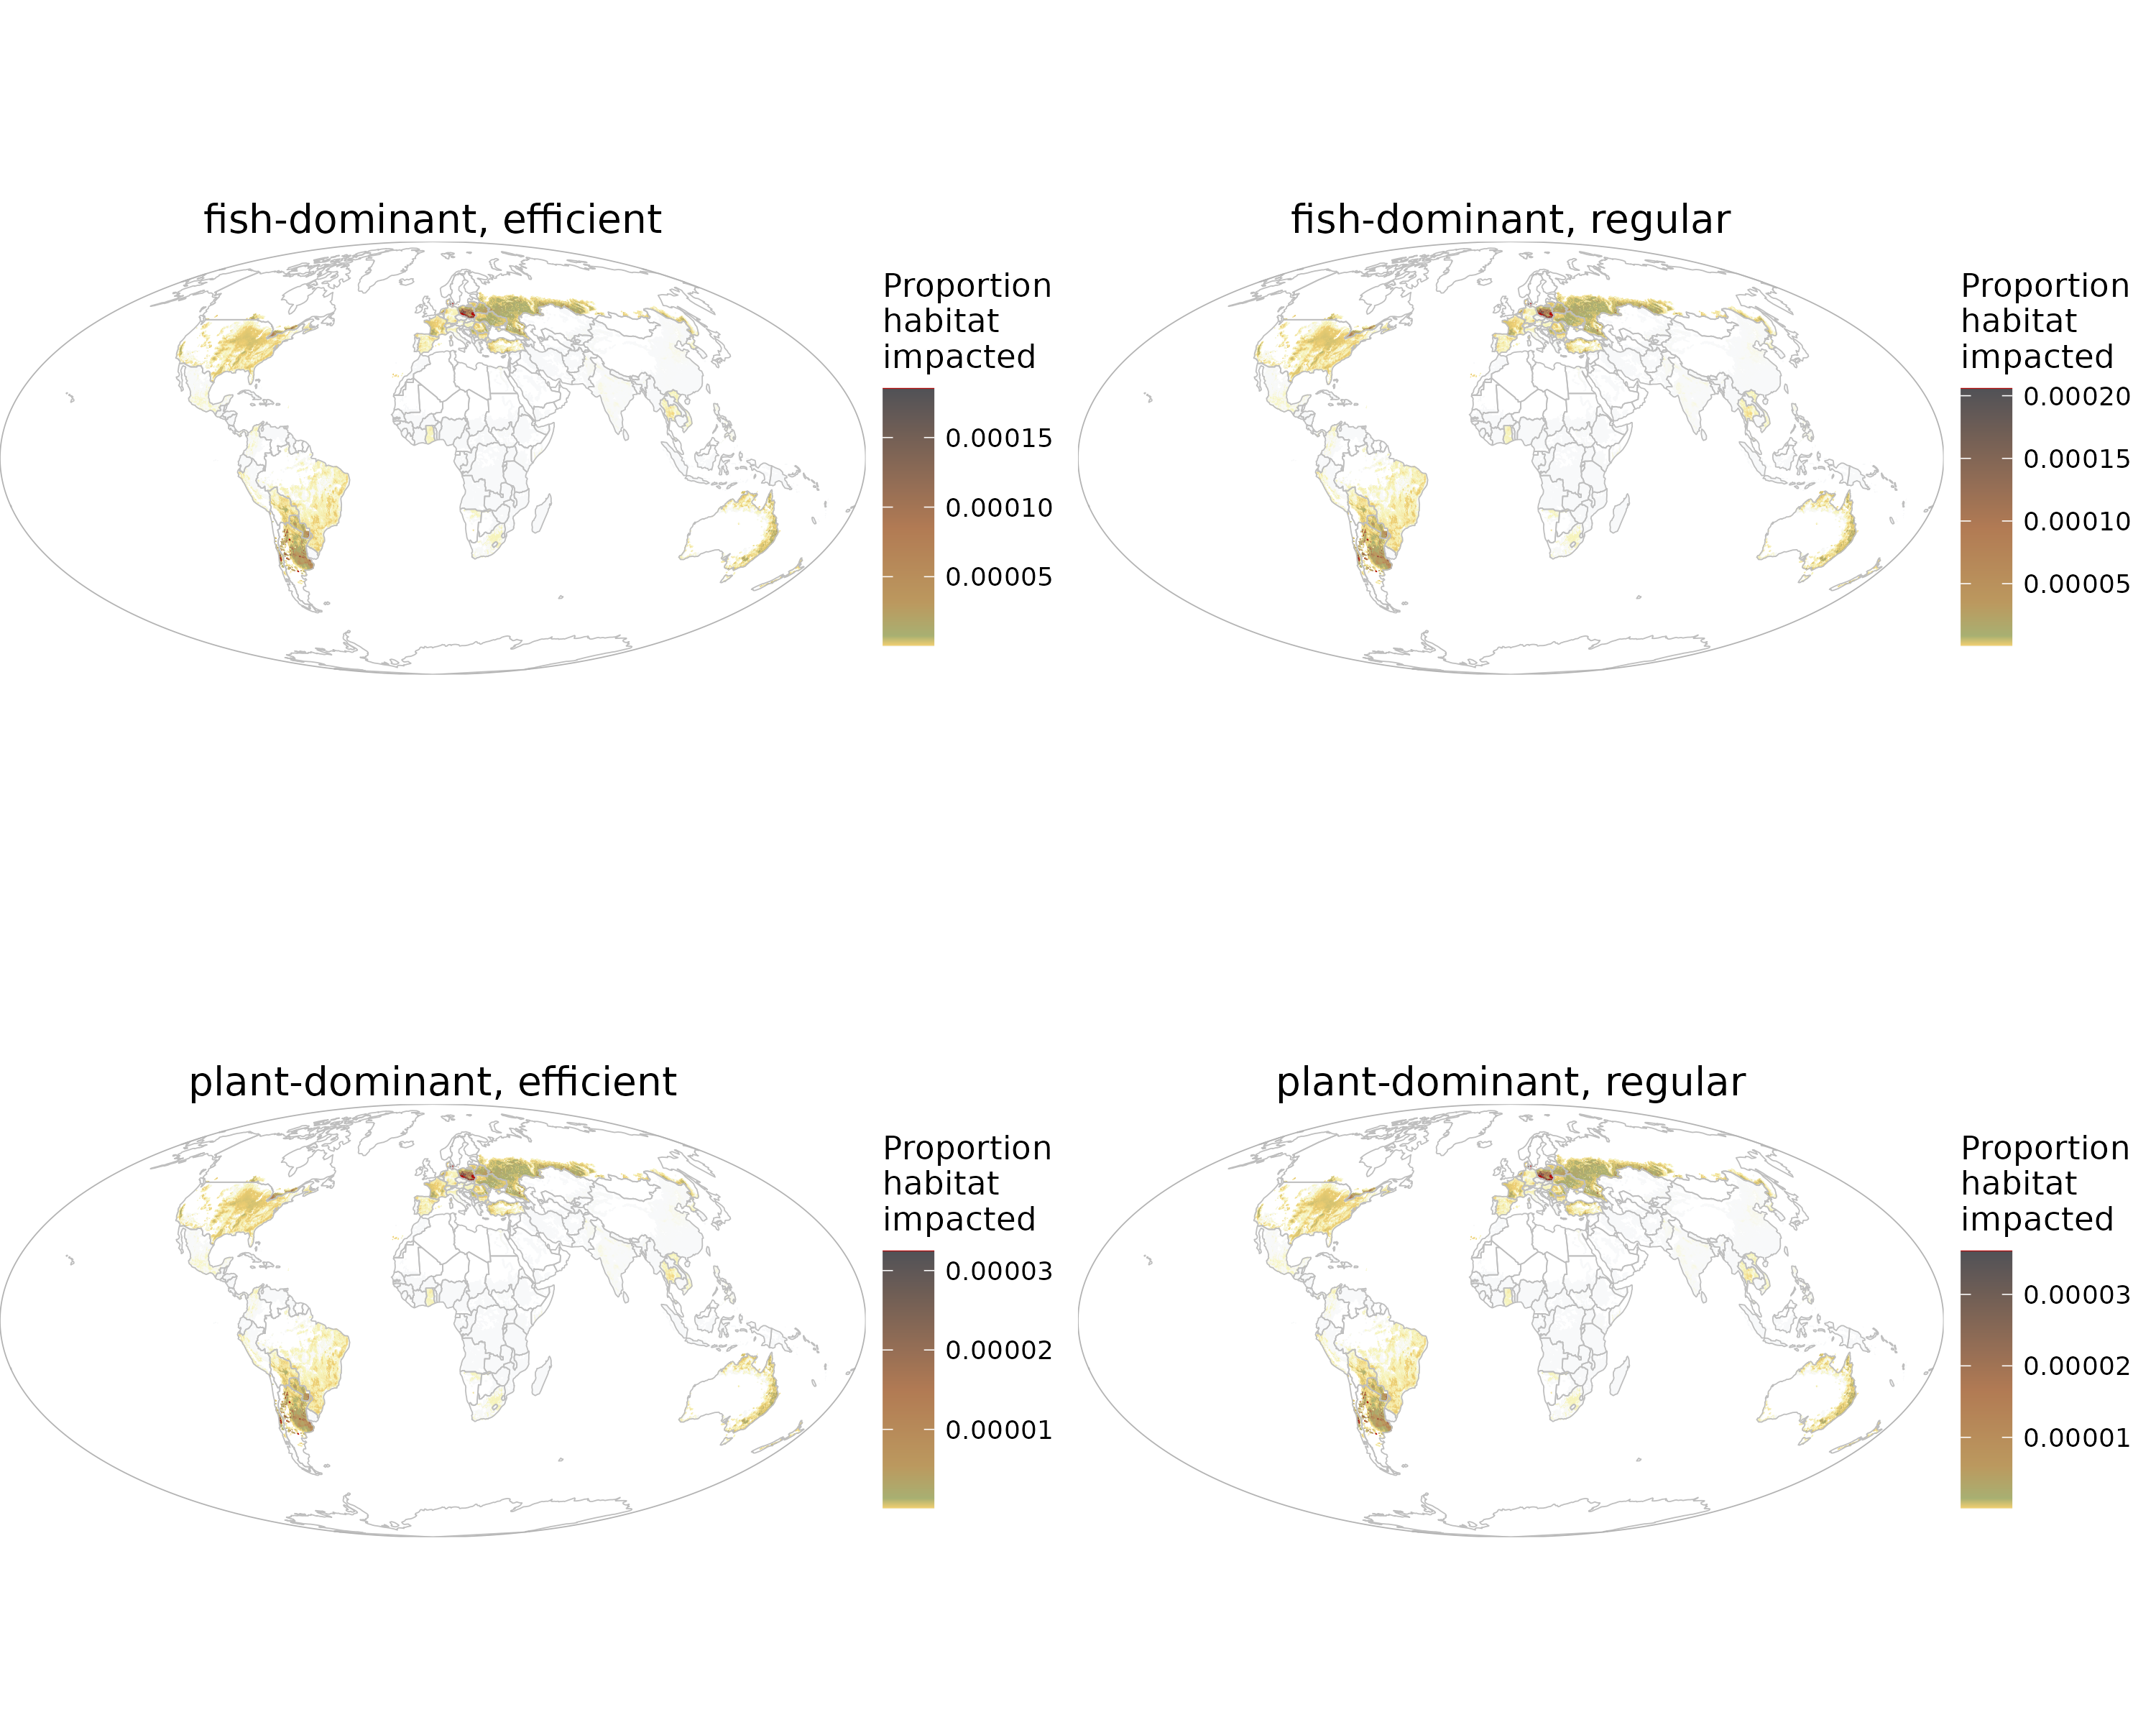 fish-dominant, efficient
Proportion
habitat
impacted
0.00015
0.00010
0.00005
fish-dominant, regular
Proportion
habitat
impacted
0.00020
0.00015
0.00010
0.00005
plant-dominant, efficient
Proportion
habitat
impacted
0.00003
0.00002
0.00001
plant-dominant, regular
Proportion
habitat
impacted
0.00003
0.00002
0.00001